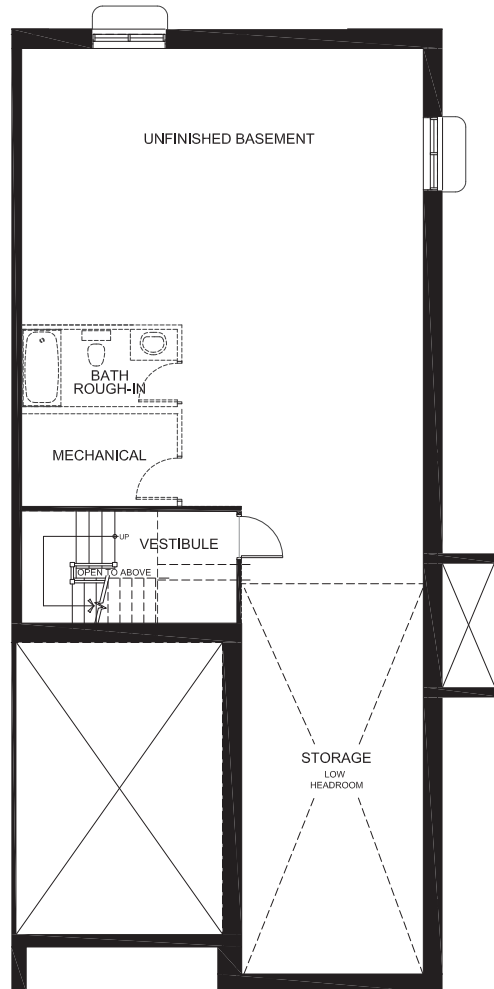 UNFINISHED BASEMENT
BATH
ROUGH-IN
MECHANICAL
UP
VESTIBULE
OPEN TO ABOVE
STORAGE
LOW
HEADROOM